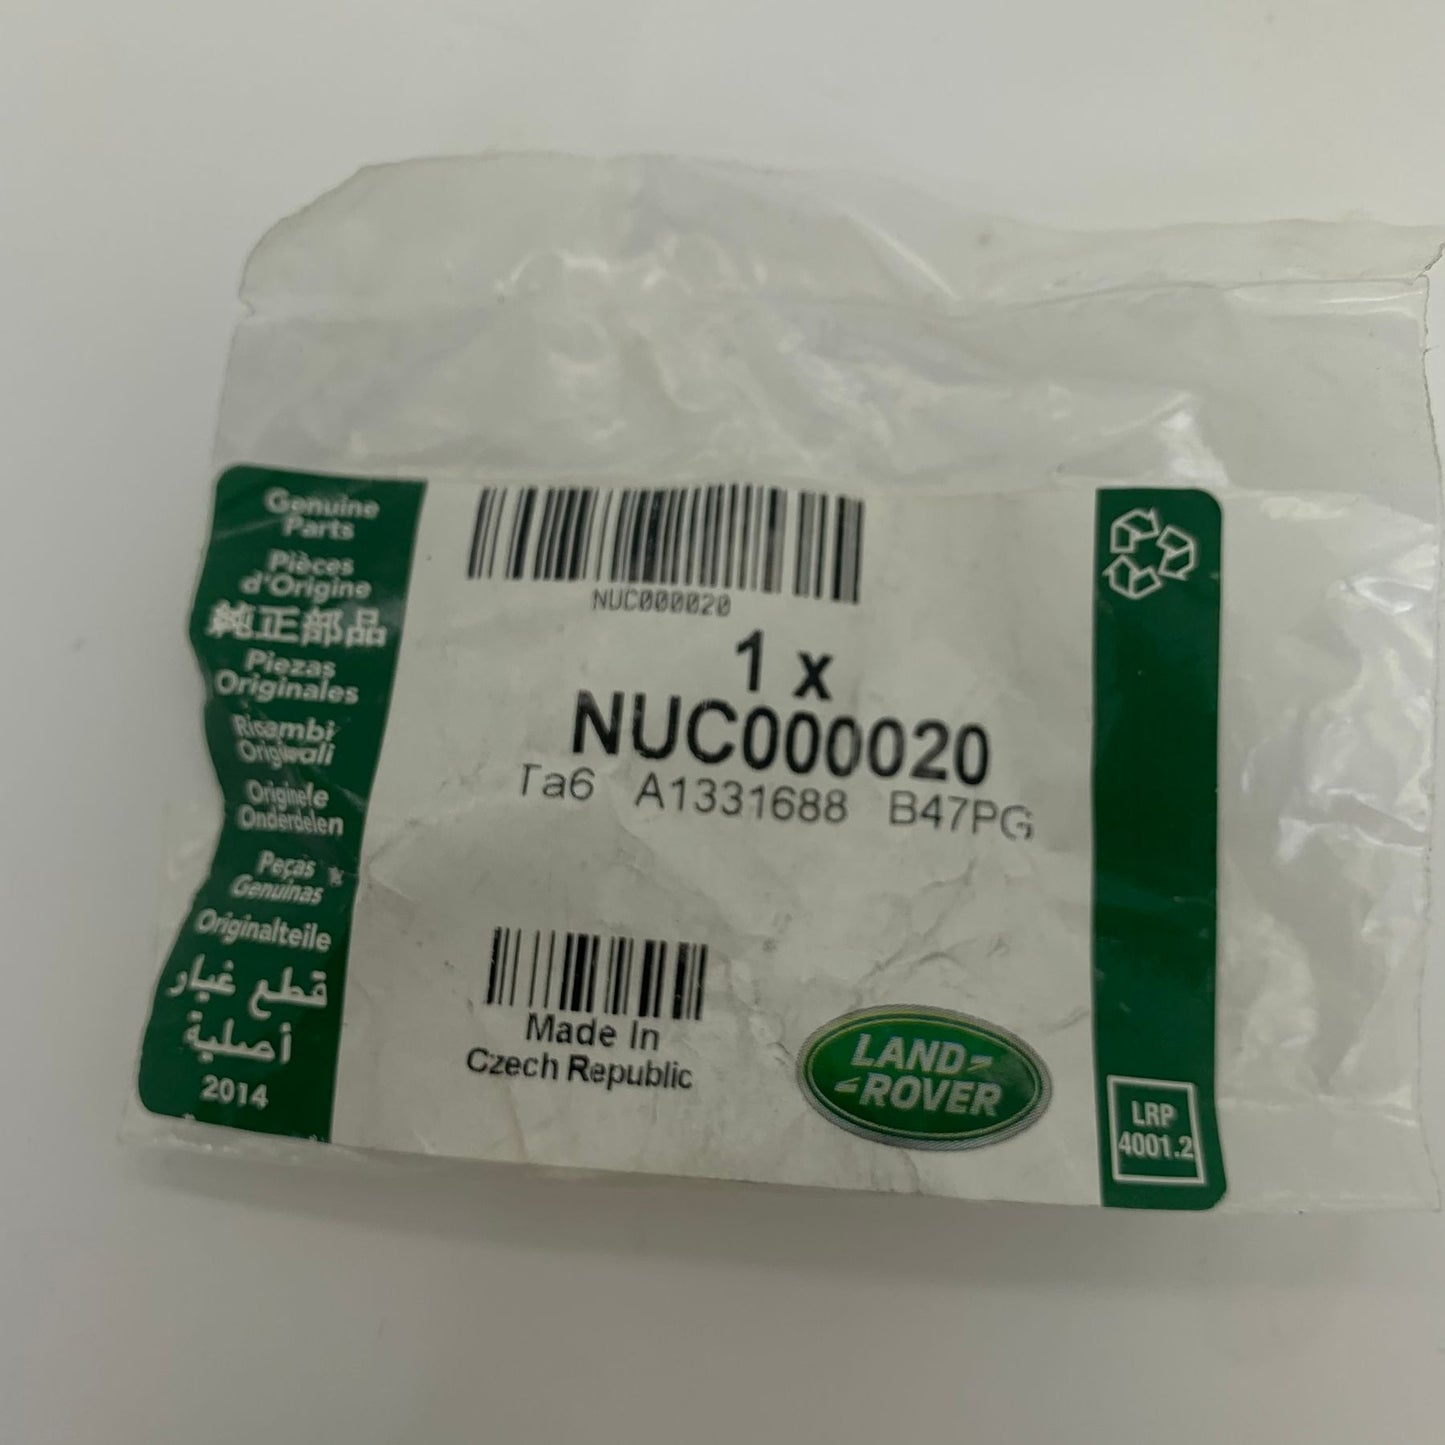 Genuine
Parts
Pièces
d'Origine
純正部品
Piezas
Originales
Ricambi
Originali
Originele
Onderdelen
Peças
Genuínas
Originalteile
قطع غيار
أصلية
2014
NUC000020
1 x
NUC000020
Ta6 A1331688 B47PG
Made In
Czech Republic
LAND
ROVER
LRP
4001.2